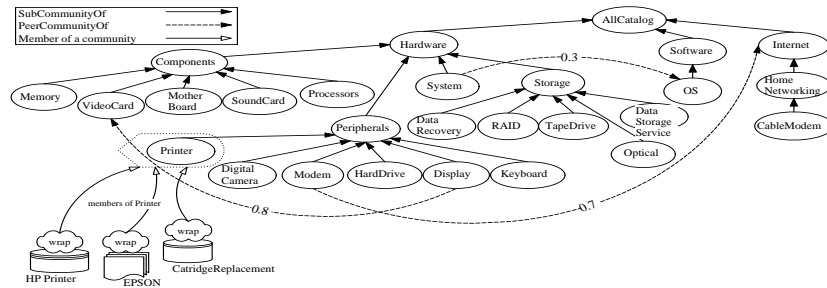 SubCommunityOf
PeerCommunityOf
Member of a community
AllCatalog
Hardware
Software
Internet
Components
System
0.3
Storage
OS
Home
Networking
Memory
VideoCard
Mother
Board
SoundCard
Processors
Peripherals
Data
Recovery
RAID
TapeDrive
Data
Storage
Service
CableModem
Printer
Optical
Digital
Camera
Modem
HardDrive
Display
Keyboard
members of Printer
0.8
0.7
wrap
wrap
wrap
HP Printer
EPSON
CatridgeReplacement